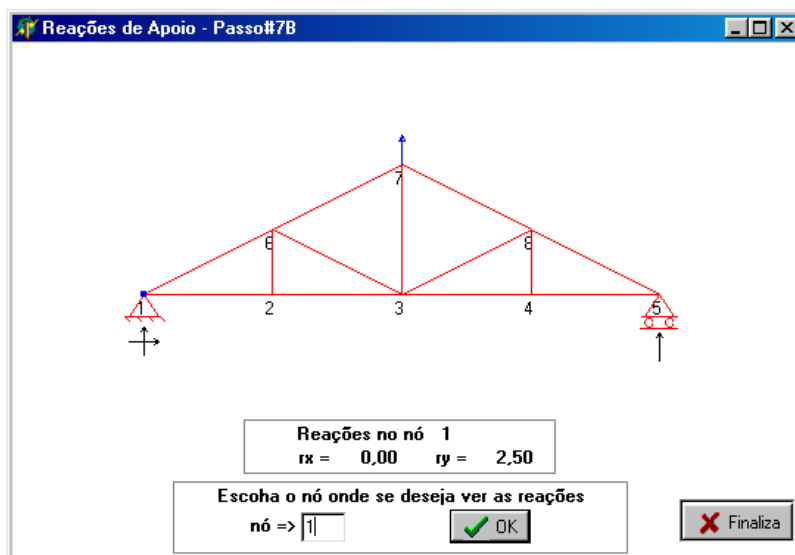 Reações de Apoio - Passo#7B
7
6
8
1
2
3
4
5
Reações no nó 1
rx = 0,00 ry = 2,50
Escoha o nó onde se deseja ver as reações
nó => 1
OK
Finaliza